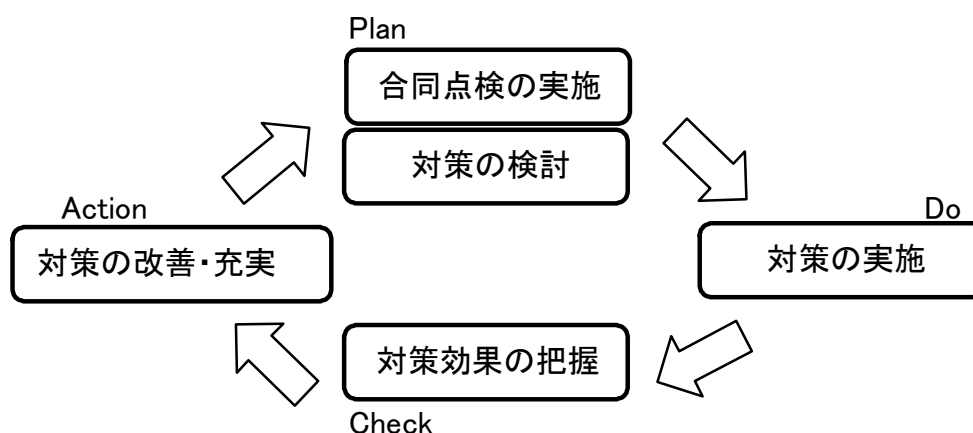 Plan
合同点検の実施
対策の検討
Action
Do
対策の改善・充実
対策の実施
対策効果の把握
Check